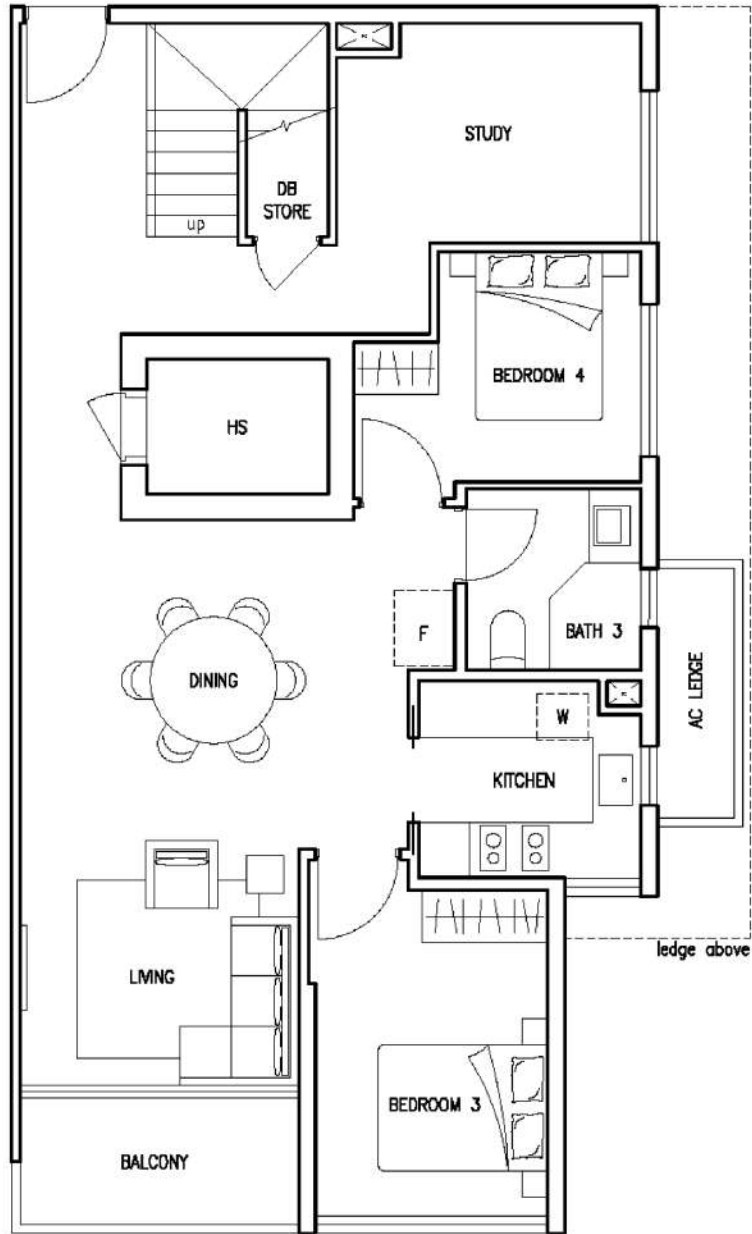 STUDY
DB
STORE
up
BEDROOM 4
HS
F
BATH 3
DINING
W
AC LEDGE
KITCHEN
ledge above
LIVING
BEDROOM 3
BALCONY